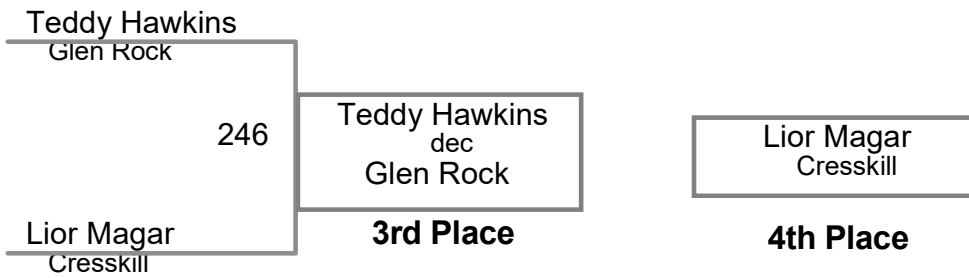 Teddy Hawkins
Glen Rock
246
Lior Magar
Cresskill
Teddy Hawkins
dec
Glen Rock
3rd Place
Lior Magar
Cresskill
4th Place